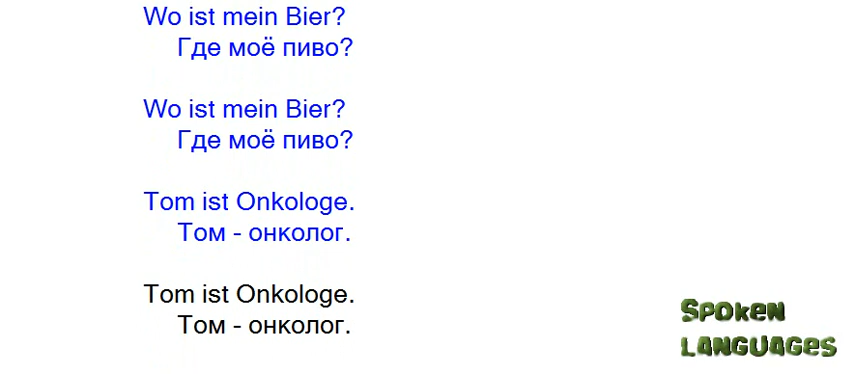 Wo ist mein Bier?
Где моё пиво?
Wo ist mein Bier?
Где моё пиво?
Tom ist Onkologe.
Том - онколог.
Tom ist Onkologe.
Том - онколог.
Spoken
Languages